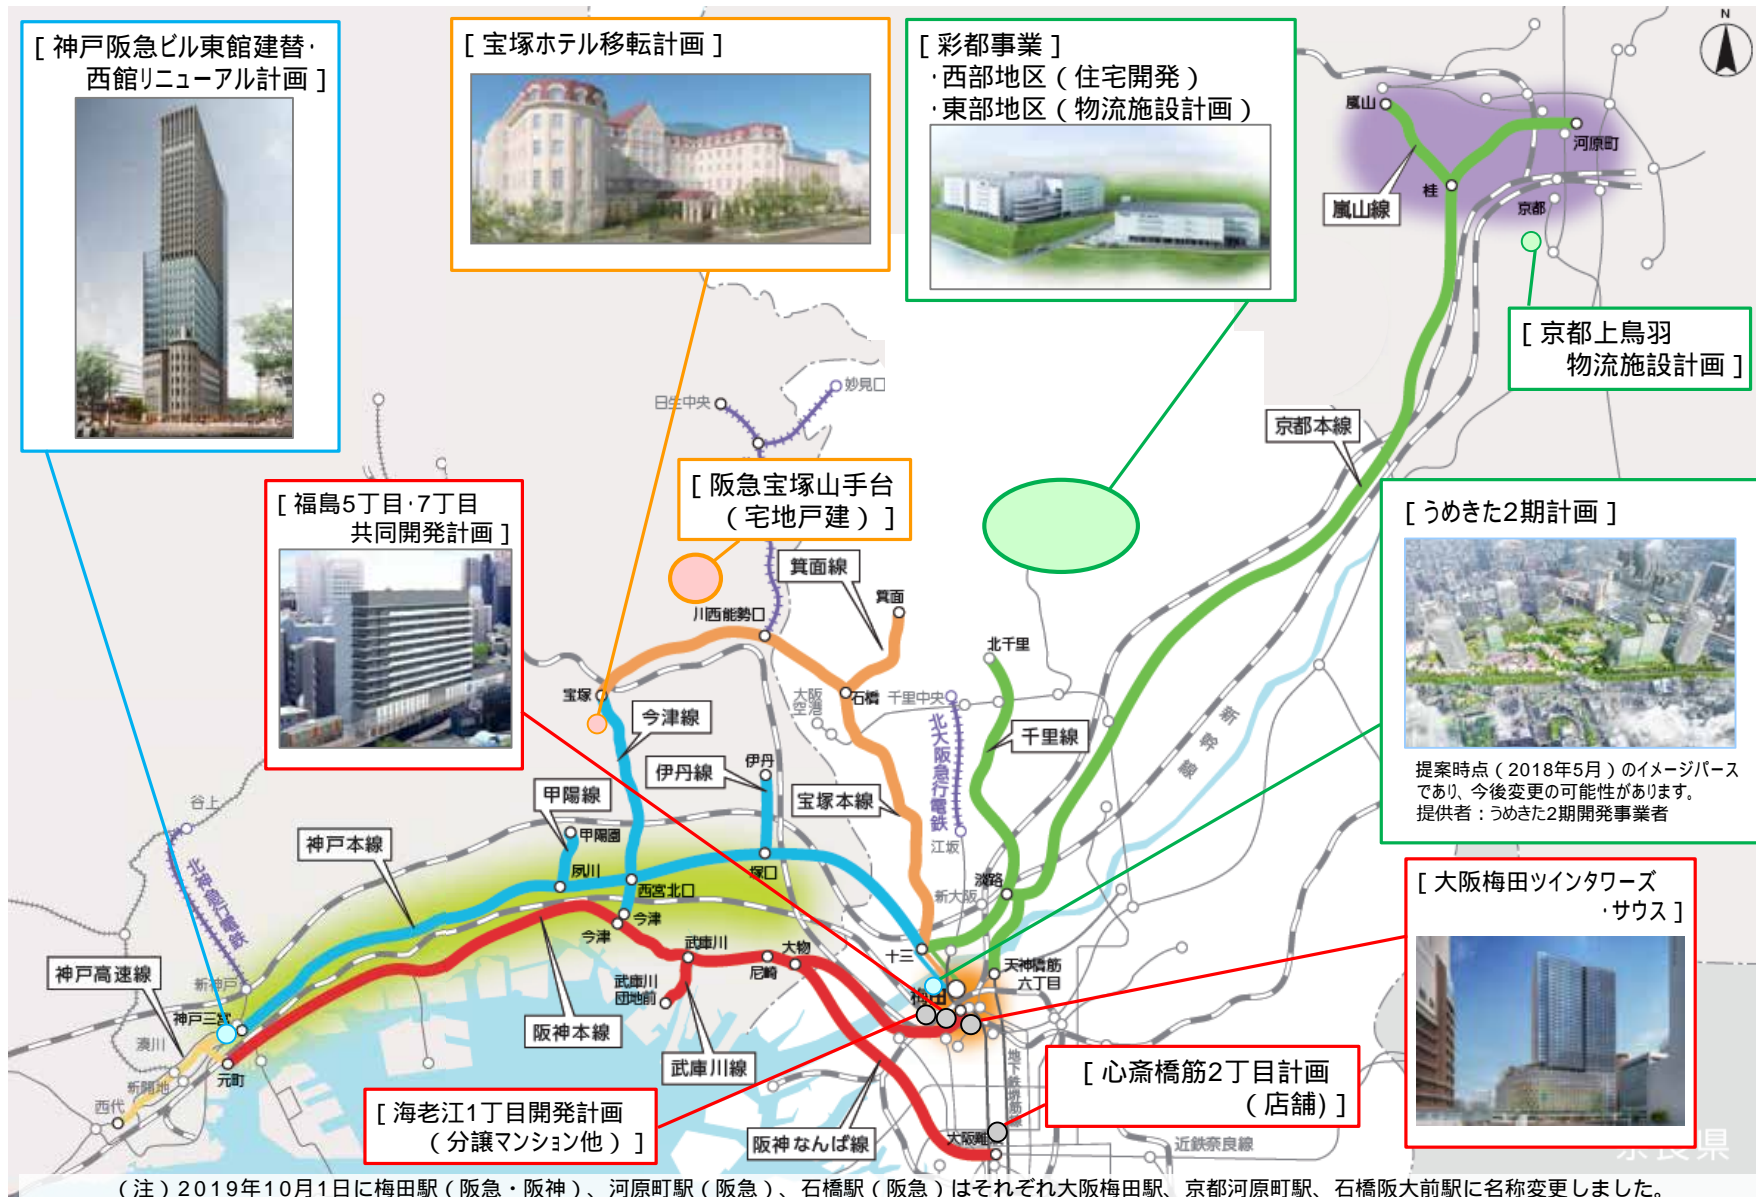 [ 神戸阪急ビル東館建替・
西館リニューアル計画 ]
[ 宝塚ホテル移転計画 ]
[ 彩都事業 ]
・西部地区（住宅開発）
・東部地区（物流施設計画）
N
嵐山
河原町
桂
京都
嵐山線
[ 京都上鳥羽
物流施設計画 ]
妙見口
日生中央
京都本線
[ 福島5丁目・7丁目
共同開発計画 ]
[ 阪急宝塚山手台
（宅地戸建）]
[ うめきた2期計画 ]
提案時点（2018年5月）のイメージパース
であり、今後変更の可能性があります。
提供者：うめきた2期開発事業者
箕面線
川西能勢口
箕面
北千里
宝塚
石橋
大阪
空港
千里中央
今津線
千里線
新幹線
北大阪急行電鉄
伊丹線
伊丹
甲陽線
宝塚本線
谷上
甲陽園
神戸本線
江坂
北神急行電鉄
夙川
西宮北口
塚口
淡路
新大阪
今津
今津
武庫川
大物
尼崎
十三
天神橋筋
六丁目
[ 大阪梅田ツインタワーズ
・サウス ]
神戸高速線
新神戸
武庫川
団地前
梅田
神戸三宮
阪神本線
湊川
武庫川線
元町
新開地
西代
地下鉄堺筋線
[ 海老江1丁目開発計画
（分譲マンション他）]
[ 心斎橋筋2丁目計画
（店舗）]
阪神なんば線
大阪難
近鉄奈良線
奈良県
（注）2019年10月1日に梅田駅（阪急・阪神）、河原町駅（阪急）、石橋駅（阪急）はそれぞれ大阪梅田駅、京都河原町駅、石橋阪大前駅に名称変更しました。